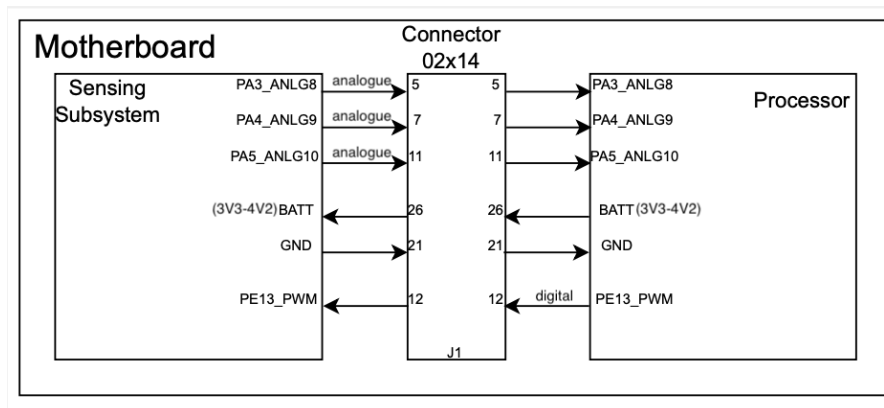 Motherboard
Connector
02x14
Sensing
Subsystem
Processor
PA3_ANLG8 analogue 5 5 PA3_ANLG8
PA4_ANLG9 analogue 7 7 PA4_ANLG9
PA5_ANLG10 analogue 11 11 PA5_ANLG10
(3V3-4V2) BATT 26 26 BATT (3V3-4V2)
GND 21 21 GND
PE13_PWM 12 12 digital PE13_PWM
J1